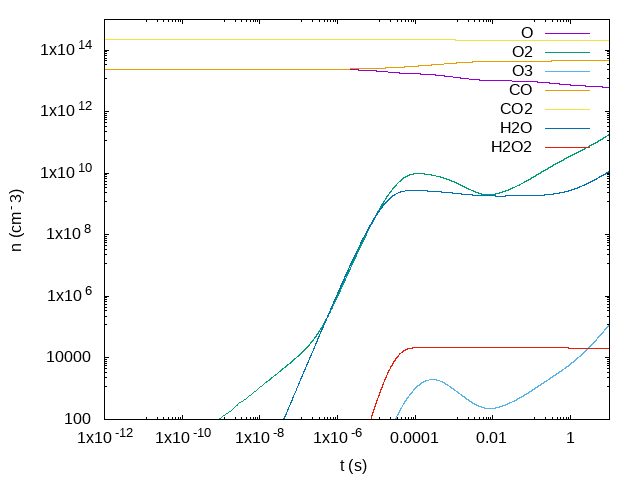 1x10^14
1x10^12
1x10^10
1x10^8
1x10^6
10000
100
n (cm^-3)
O
O2
O3
CO
CO2
H2O
H2O2
1x10^-12
1x10^-10
1x10^-8
1x10^-6
0.0001
0.01
1
t (s)